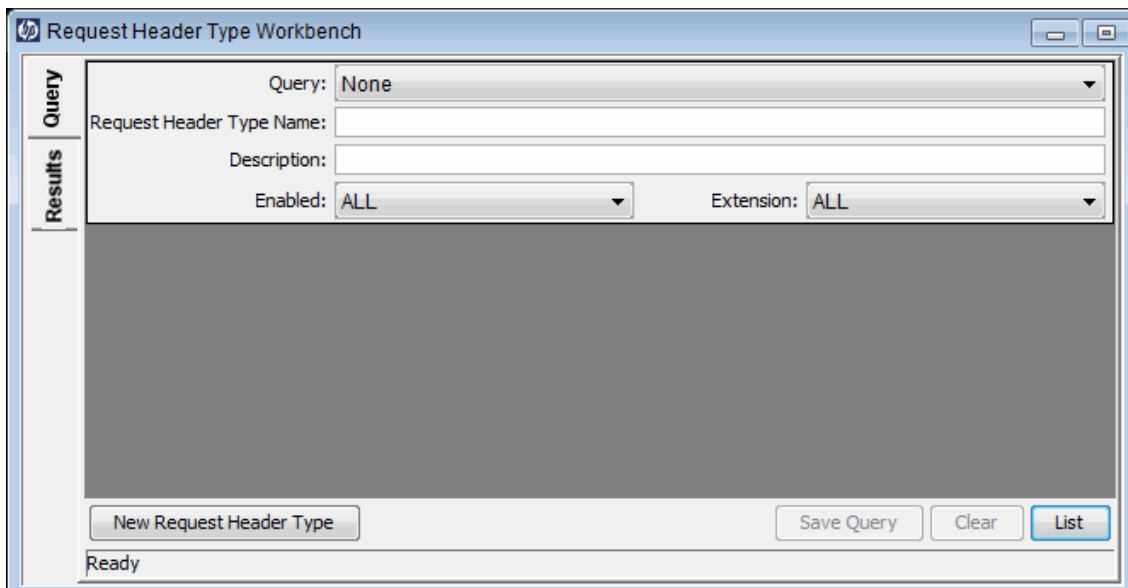 hp Request Header Type Workbench
Query
Results
Query: None
Request Header Type Name:
Description:
Enabled: ALL Extension: ALL
New Request Header Type Save Query Clear List
Ready